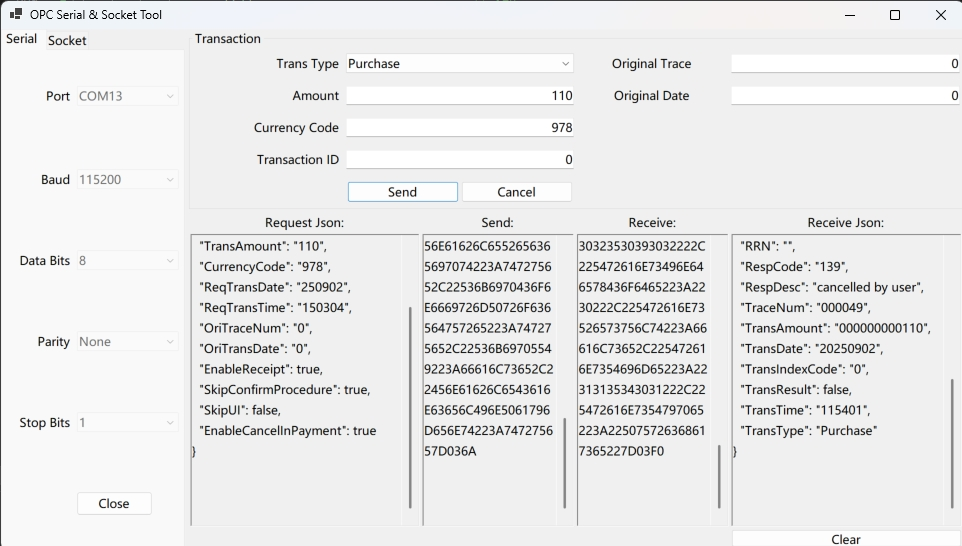 OPC Serial & Socket Tool
Serial
Socket
Port
COM13
Baud
115200
Data Bits
8
Parity
None
Stop Bits
1
Close
Transaction
Trans Type
Purchase
Amount
110
Currency Code
978
Transaction ID
0
Original Trace
0
Original Date
0
Send
Cancel
Request Json:
"TransAmount": "110",
"CurrencyCode": "978",
"ReqTransDate": "250902",
"ReqTransTime": "150304",
"OriTraceNum": "0",
"OriTransDate": "0",
"EnableReceipt": true,
"SkipConfirmProcedure": true,
"SkipUI": false,
"EnableCancelInPayment": true
}
Send:
56E61626C655265636
5697074223A7472756
52C22536B6970436F6
E6669726D50726F636
564757265223A74727
5652C22536B6970554
9223A66616C73652C2
2456E61626C6543616
E63656C496E5061796
D656E74223A7472756
57D036A
Receive:
30323530393032222C
225472616E73496E64
6578436F6465223A22
30222C225472616E73
526573756C74223A66
616C73652C22547261
6E7354696D65223A22
313135343031222C22
5472616E7354797065
223A22507572636861
7365227D03F0
Receive Json:
"RRN": "",
"RespCode": "139",
"RespDesc": "cancelled by user",
"TraceNum": "000049",
"TransAmount": "000000000110",
"TransDate": "20250902",
"TransIndexCode": "0",
"TransResult": false,
"TransTime": "115401",
"TransType": "Purchase"
}
Clear